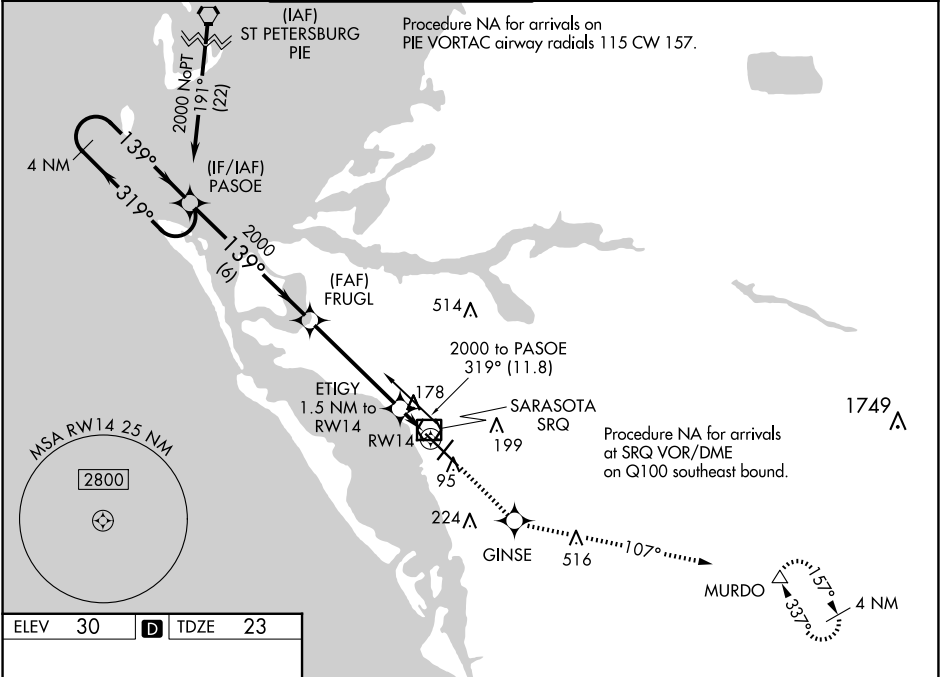 (IAF)
ST PETERSBURG
PIE
Procedure NA for arrivals on
PIE VORTAC airway radials 115 CW 157.
2000 NoPT
191°
(22)
139°
4 NM
319°
(IF/IAF)
PASOE
2000
139°
(6)
(FAF)
FRUGL
514
2000 to PASOE
319° (11.8)
ETIGY
1.5 NM to
RW14
178
SARASOTA
SRQ
RW14
199
1749
Procedure NA for arrivals
at SRQ VOR/DME
on Q100 southeast bound.
95
MSA RW14 25 NM
2800
224
GINSE
516
107°
MURDO
157°
337°
4 NM
ELEV 30 D TDZE 23